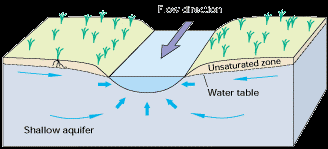 Flow direction
Unsaturated zone
Water table
Shallow aquifer